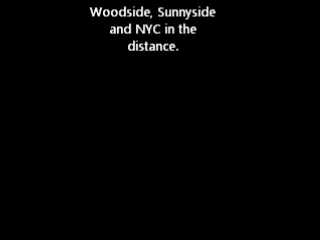 Woodside, Sunnyside
and NYC in the
distance.